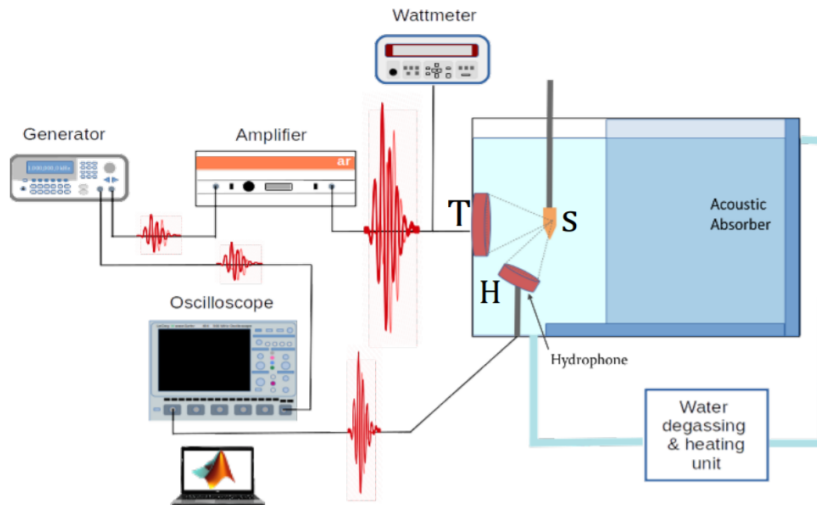 Wattmeter
Generator
Amplifier
ar
T
S
Acoustic
Absorber
H
Oscilloscope
Hydrophone
Water
degassing
& heating
unit